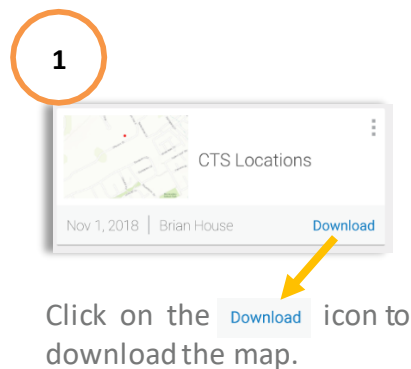 1
CTS Locations
Nov 1, 2018 | Brian House Download
Click on the Download icon to
download the map.